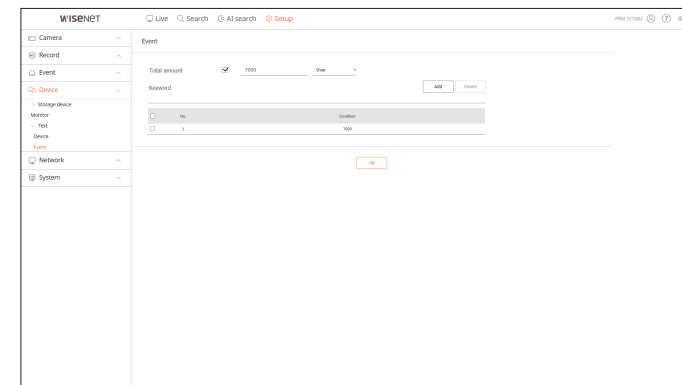 WISENET
Live Search AI search Setup
PRN-3210B2
Camera
Record
Event
Device
Storage device
Monitor
Text
Device
Event
Network
System
Event
Total amount 7000 Over
Keyword Add Delete
No. Condition
1 7000
Ok